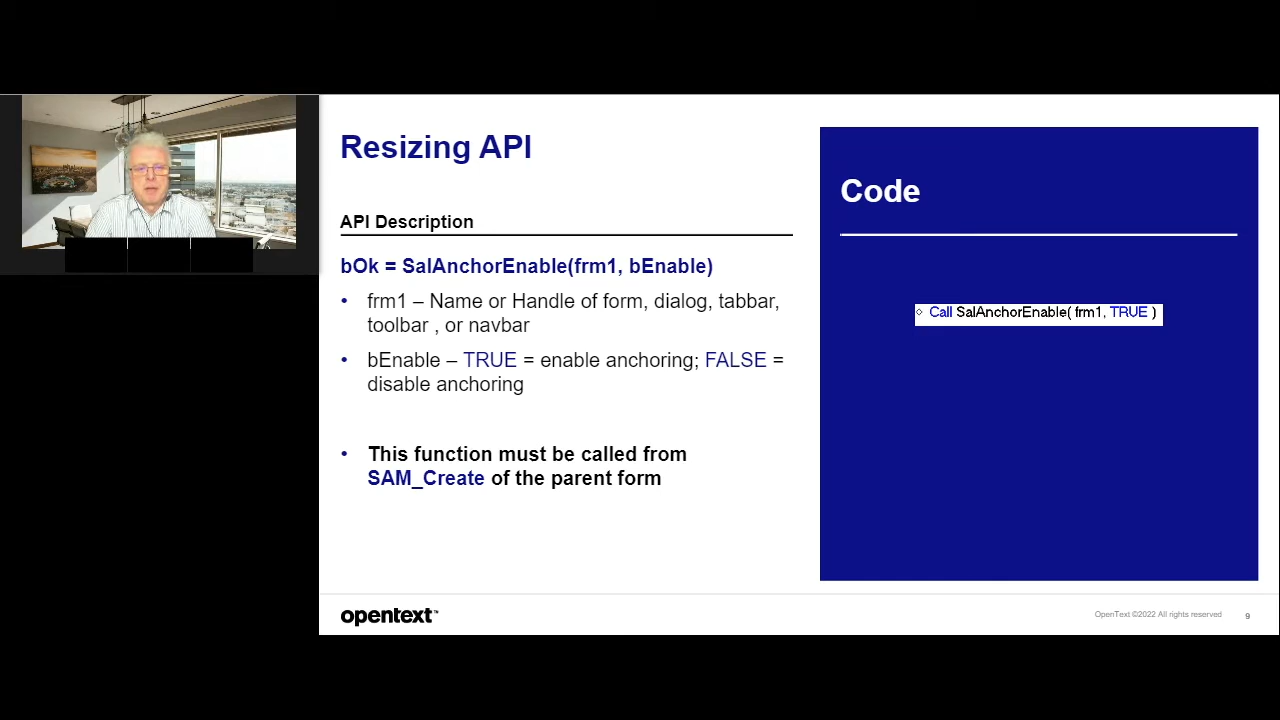 Resizing API
API Description
bOk = SalAnchorEnable(frm1, bEnable)
• frm1 – Name or Handle of form, dialog, tabbar,
toolbar , or navbar
• bEnable – TRUE = enable anchoring; FALSE =
disable anchoring
• This function must be called from
SAM_Create of the parent form
Code
Call SalAnchorEnable( frm1, TRUE )
opentext™
OpenText ©2022 All rights reserved
9